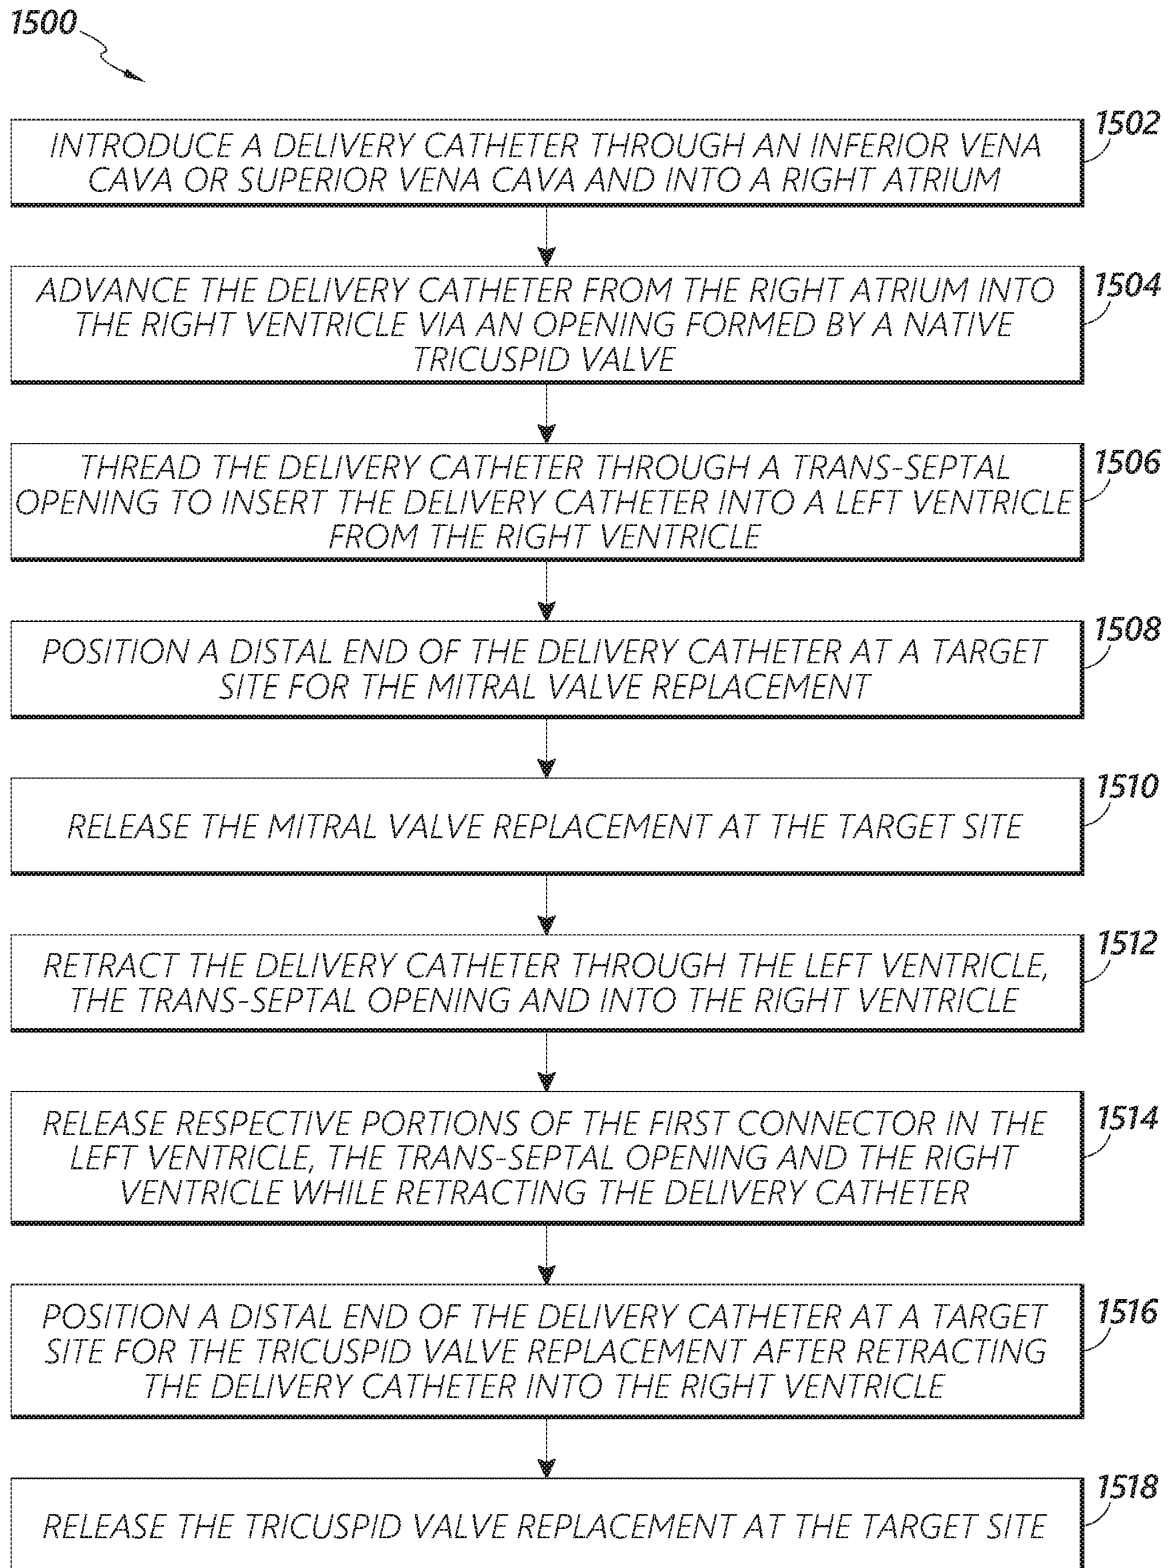 1500
1502
INTRODUCE A DELIVERY CATHETER THROUGH AN INFERIOR VENA
CAVA OR SUPERIOR VENA CAVA AND INTO A RIGHT ATRIUM
1504
ADVANCE THE DELIVERY CATHETER FROM THE RIGHT ATRIUM INTO
THE RIGHT VENTRICLE VIA AN OPENING FORMED BY A NATIVE
TRICUSPID VALVE
1506
THREAD THE DELIVERY CATHETER THROUGH A TRANS-SEPTAL
OPENING TO INSERT THE DELIVERY CATHETER INTO A LEFT VENTRICLE
FROM THE RIGHT VENTRICLE
1508
POSITION A DISTAL END OF THE DELIVERY CATHETER AT A TARGET
SITE FOR THE MITRAL VALVE REPLACEMENT
1510
RELEASE THE MITRAL VALVE REPLACEMENT AT THE TARGET SITE
1512
RETRACT THE DELIVERY CATHETER THROUGH THE LEFT VENTRICLE,
THE TRANS-SEPTAL OPENING AND INTO THE RIGHT VENTRICLE
1514
RELEASE RESPECTIVE PORTIONS OF THE FIRST CONNECTOR IN THE
LEFT VENTRICLE, THE TRANS-SEPTAL OPENING AND THE RIGHT
VENTRICLE WHILE RETRACTING THE DELIVERY CATHETER
1516
POSITION A DISTAL END OF THE DELIVERY CATHETER AT A TARGET
SITE FOR THE TRICUSPID VALVE REPLACEMENT AFTER RETRACTING
THE DELIVERY CATHETER INTO THE RIGHT VENTRICLE
1518
RELEASE THE TRICUSPID VALVE REPLACEMENT AT THE TARGET SITE